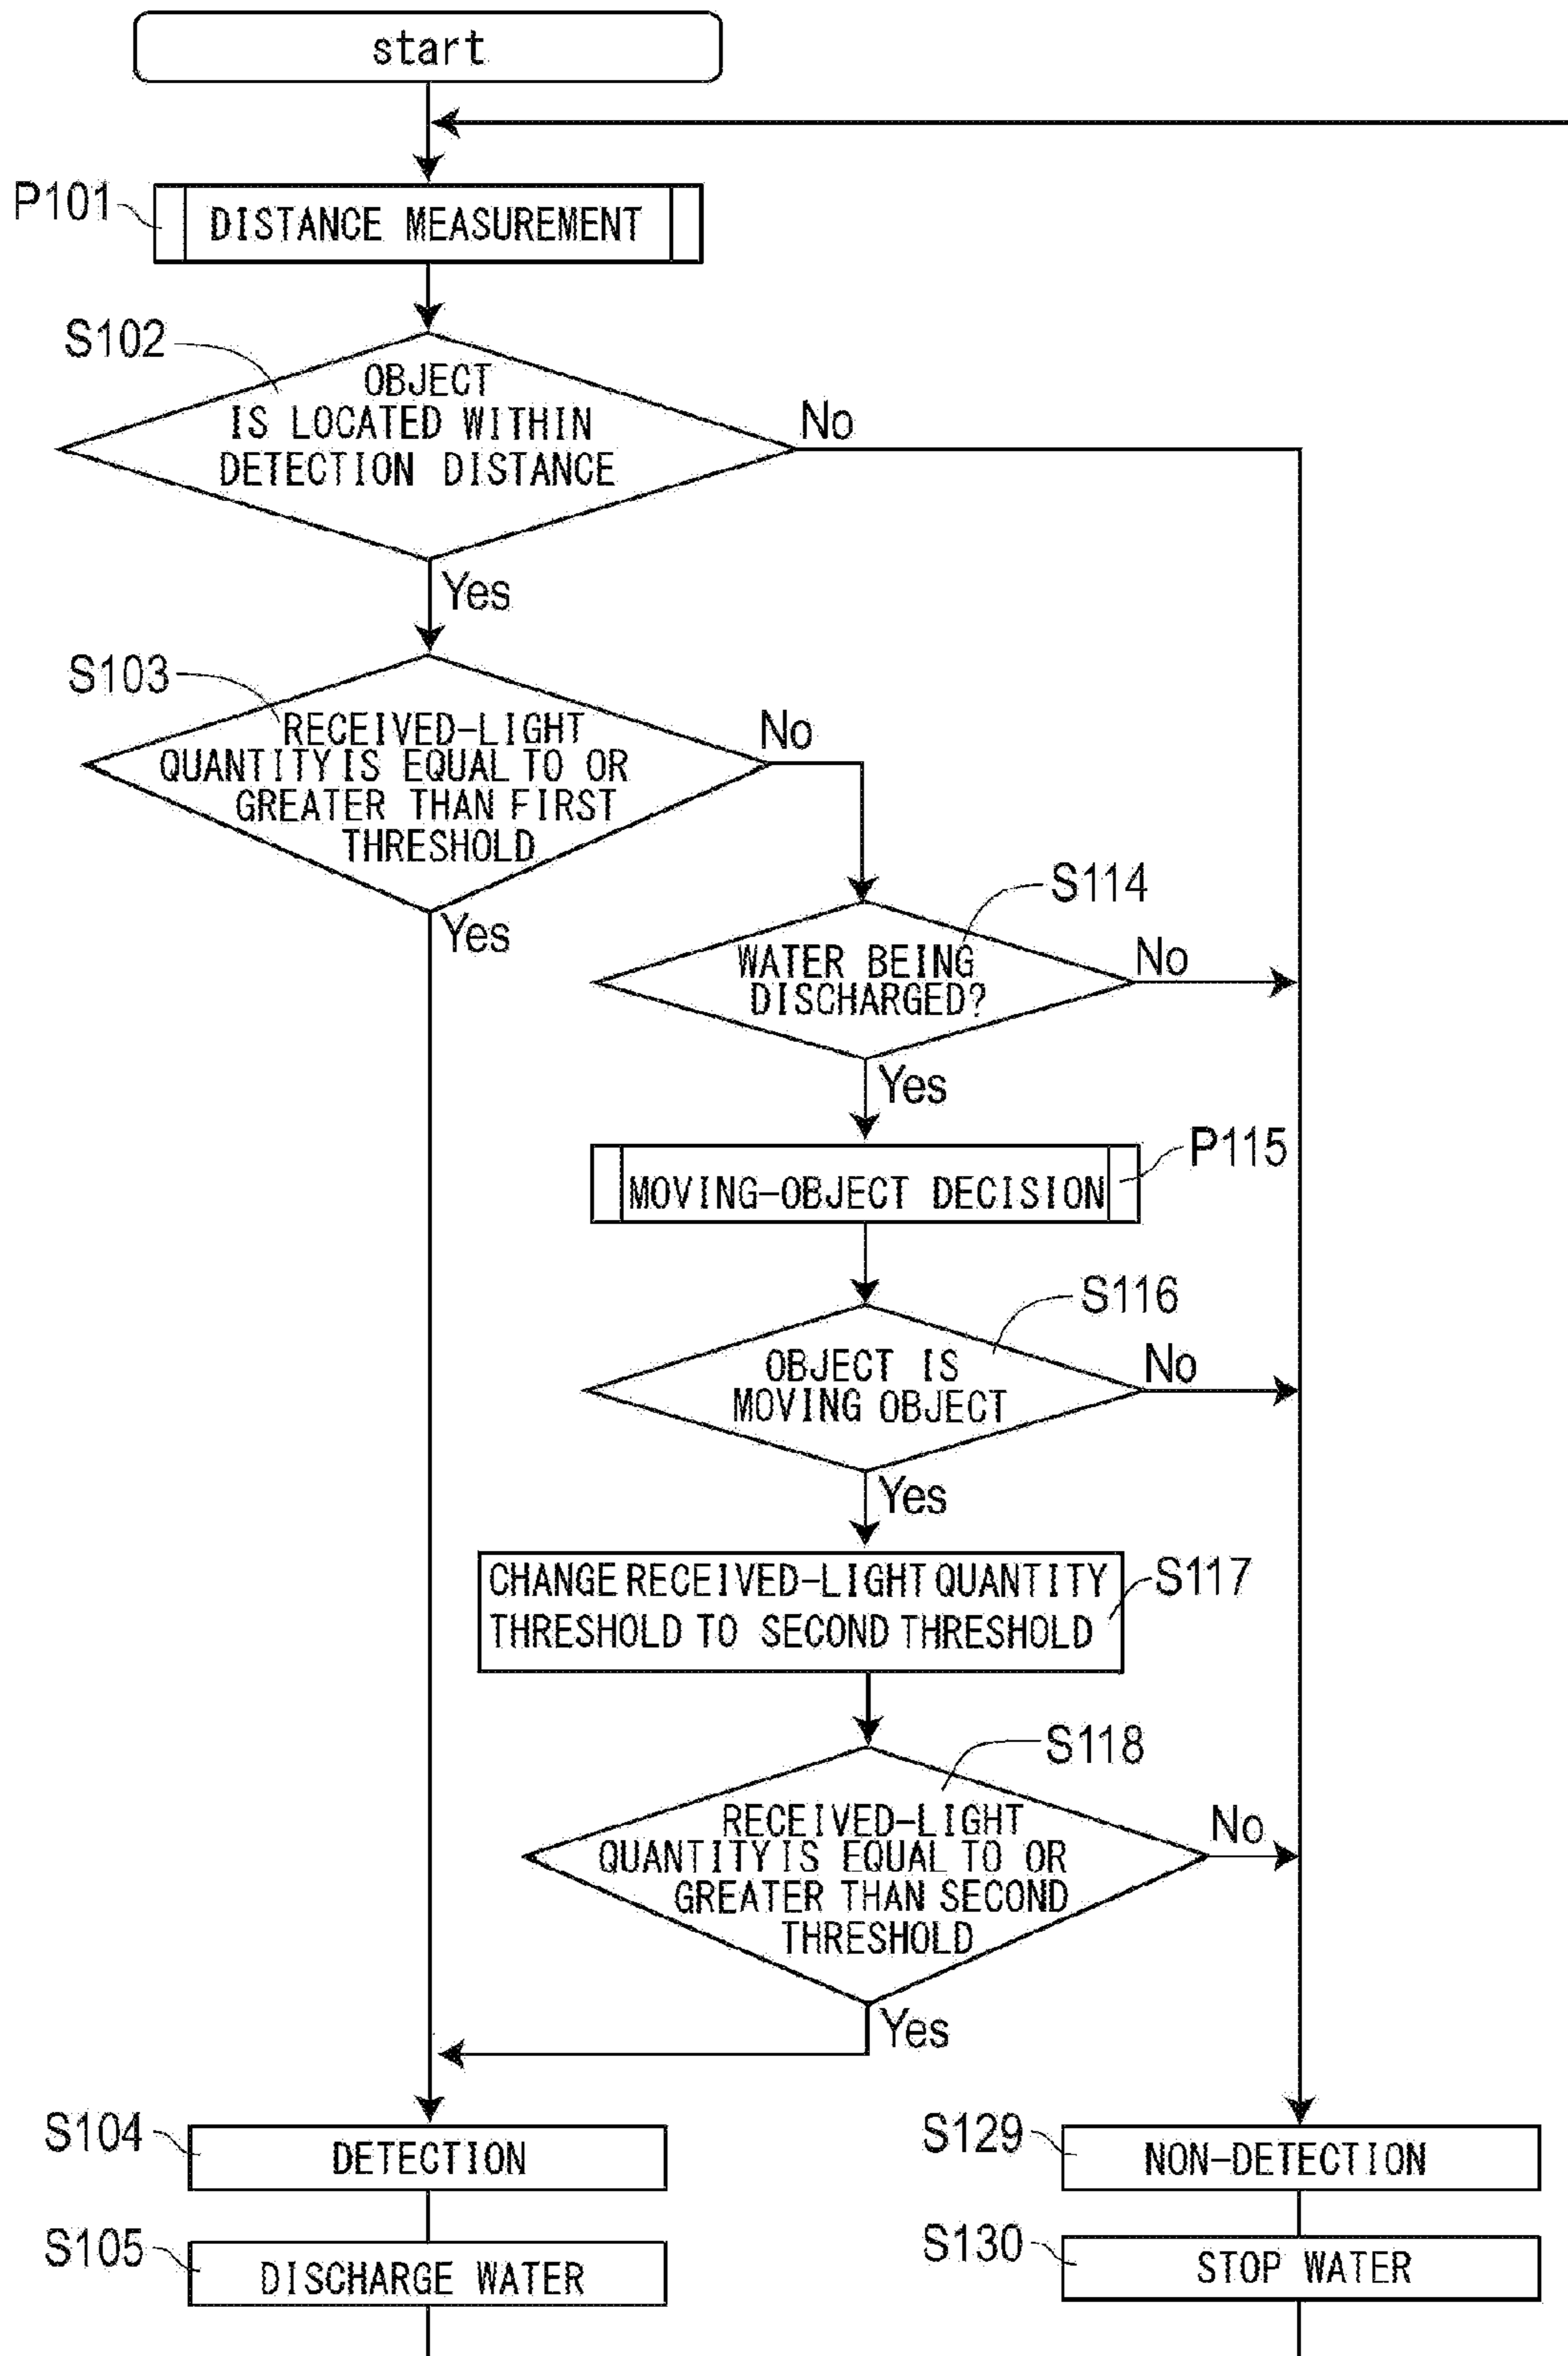 start
P101
DISTANCE MEASUREMENT
S102
OBJECT
IS LOCATED WITHIN
DETECTION DISTANCE
No
Yes
S103
RECEIVED-LIGHT
QUANTITY IS EQUAL TO OR
GREATER THAN FIRST
THRESHOLD
No
Yes
S114
WATER BEING
DISCHARGED?
No
Yes
P115
MOVING-OBJECT DECISION
S116
OBJECT IS
MOVING OBJECT
No
Yes
CHANGE RECEIVED-LIGHT QUANTITY
THRESHOLD TO SECOND THRESHOLD
S117
S118
RECEIVED-LIGHT
QUANTITY IS EQUAL TO OR
GREATER THAN SECOND
THRESHOLD
No
Yes
S104
DETECTION
S129
NON-DETECTION
S105
DISCHARGE WATER
S130
STOP WATER